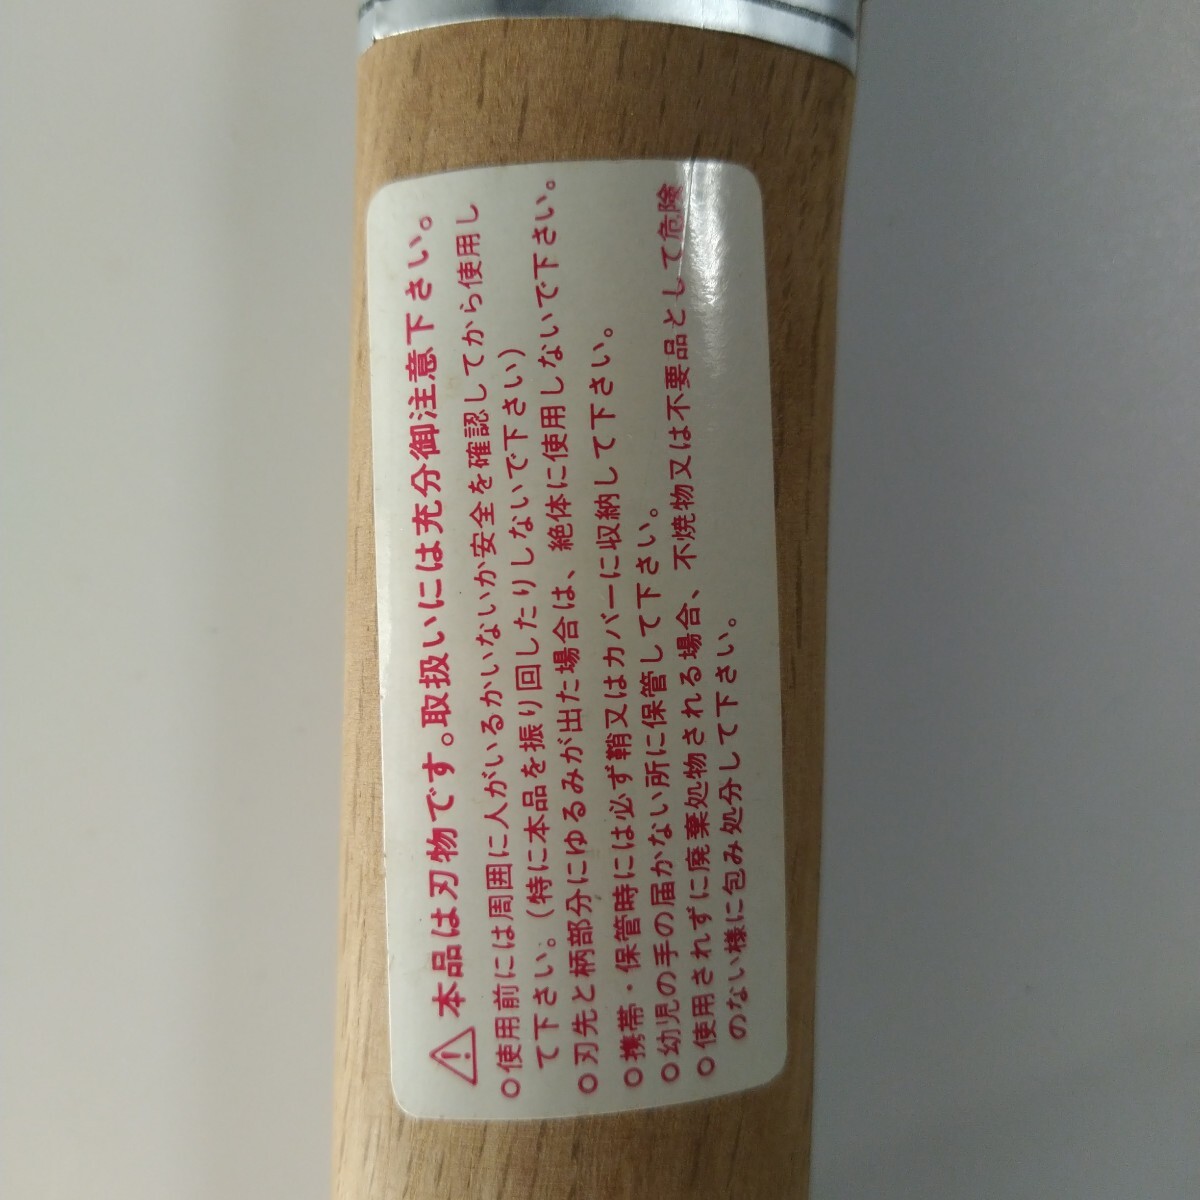 ⚠本品は刃物です。取扱いには充分御注意下さい。
○使用前には周囲に人がいるかいないか安全を確認してから使用し
て下さい。(特に本品を振り回したりしないで下さい)
○刃先と柄部分にゆるみが出た場合は、絶体に使用しないで下さい。
○携帯・保管時には必ず鞘又はカバーに収納して下さい。
○幼児の手の届かない所に保管して下さい。
○使用されずに廃棄処物される場合、不焼物又は不要品として危険
のない様に包み処分して下さい。